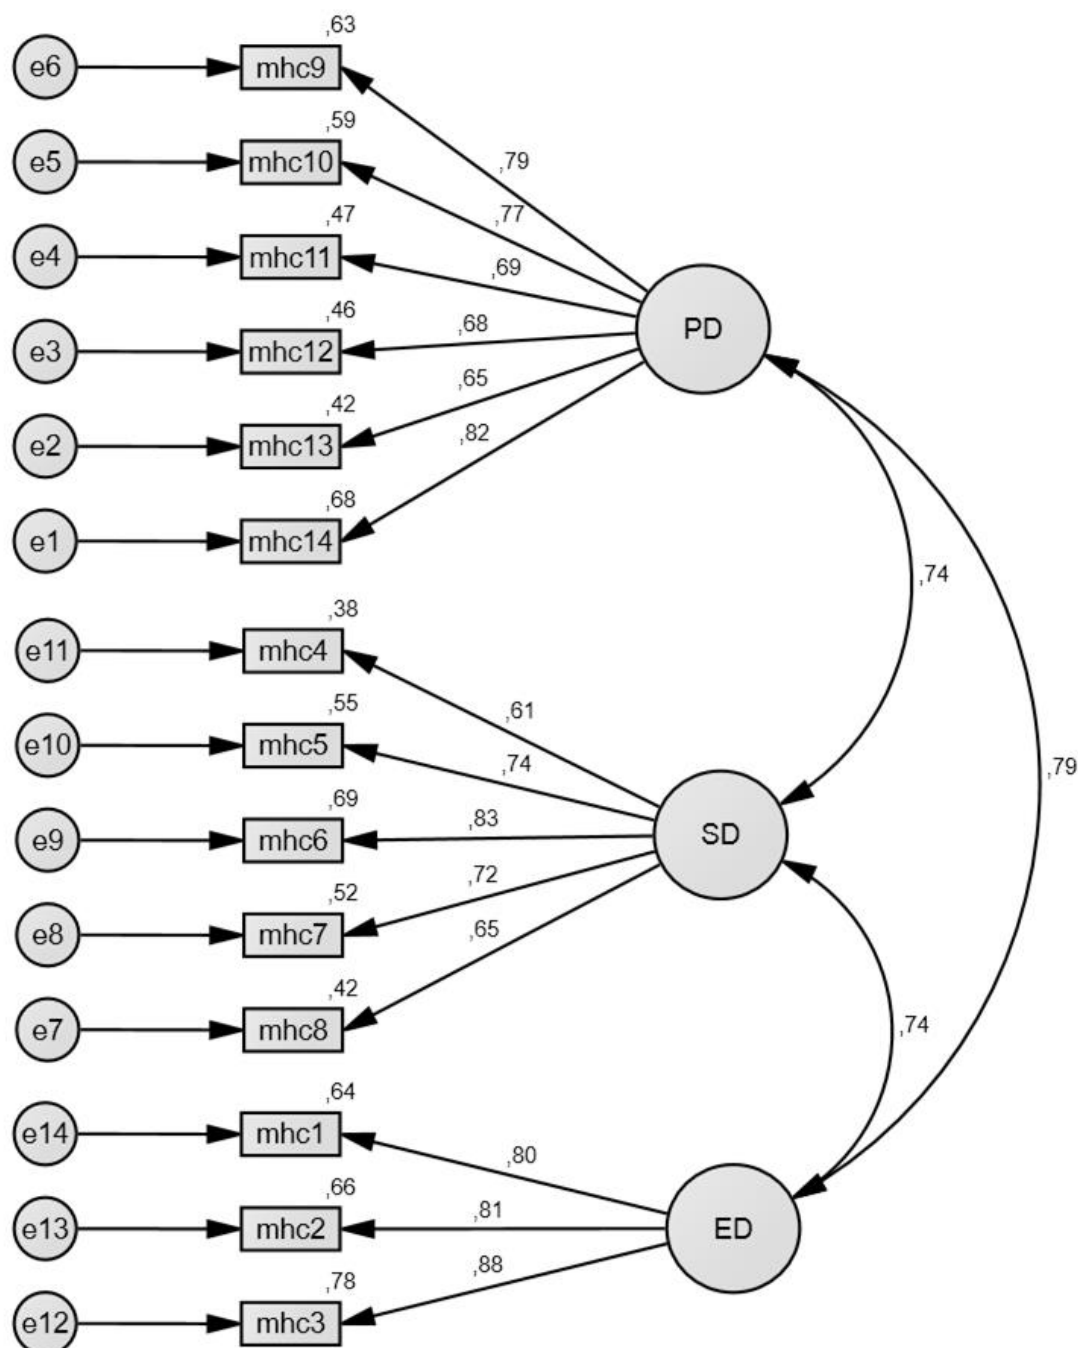 ,63
e6 mhc9
,59
e5 mhc10
,79
,77
,47
e4 mhc11
,69
PD
,46
e3 mhc12
,68
,65
,42
e2 mhc13
,82
,68
e1 mhc14
,74
,38
e11 mhc4
,61
,55
e10 mhc5
,74
,79
,69
e9 mhc6
,83
SD
,72
,52
e8 mhc7
,65
,42
e7 mhc8
,74
,64
e14 mhc1
,80
,66
e13 mhc2
,81
ED
,88
,78
e12 mhc3